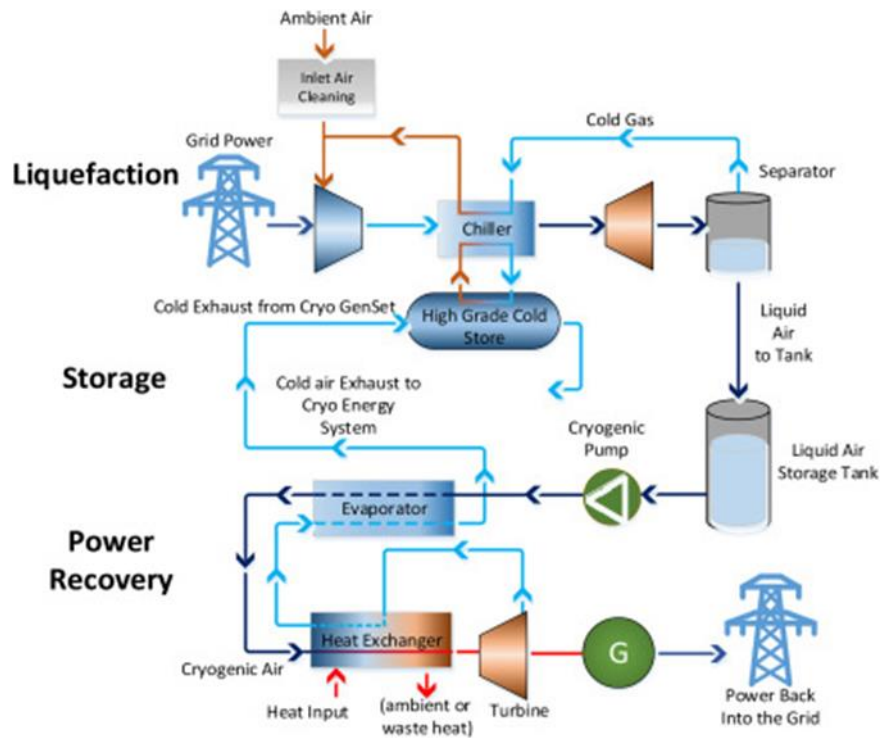 Ambient Air
Inlet Air
Cleaning
Grid Power
Cold Gas
Separator
Liquefaction
Chiller
Cold Exhaust from Cryo GenSet
High Grade Cold
Store
Liquid
Air
to Tank
Storage
Cold air Exhaust to
Cryo Energy
System
Cryogenic
Pump
Liquid Air
Storage Tank
Evaporator
Power
Recovery
Heat Exchanger
G
Cryogenic Air
Heat Input
(ambient or
waste heat)
Turbine
Power Back
Into the Grid